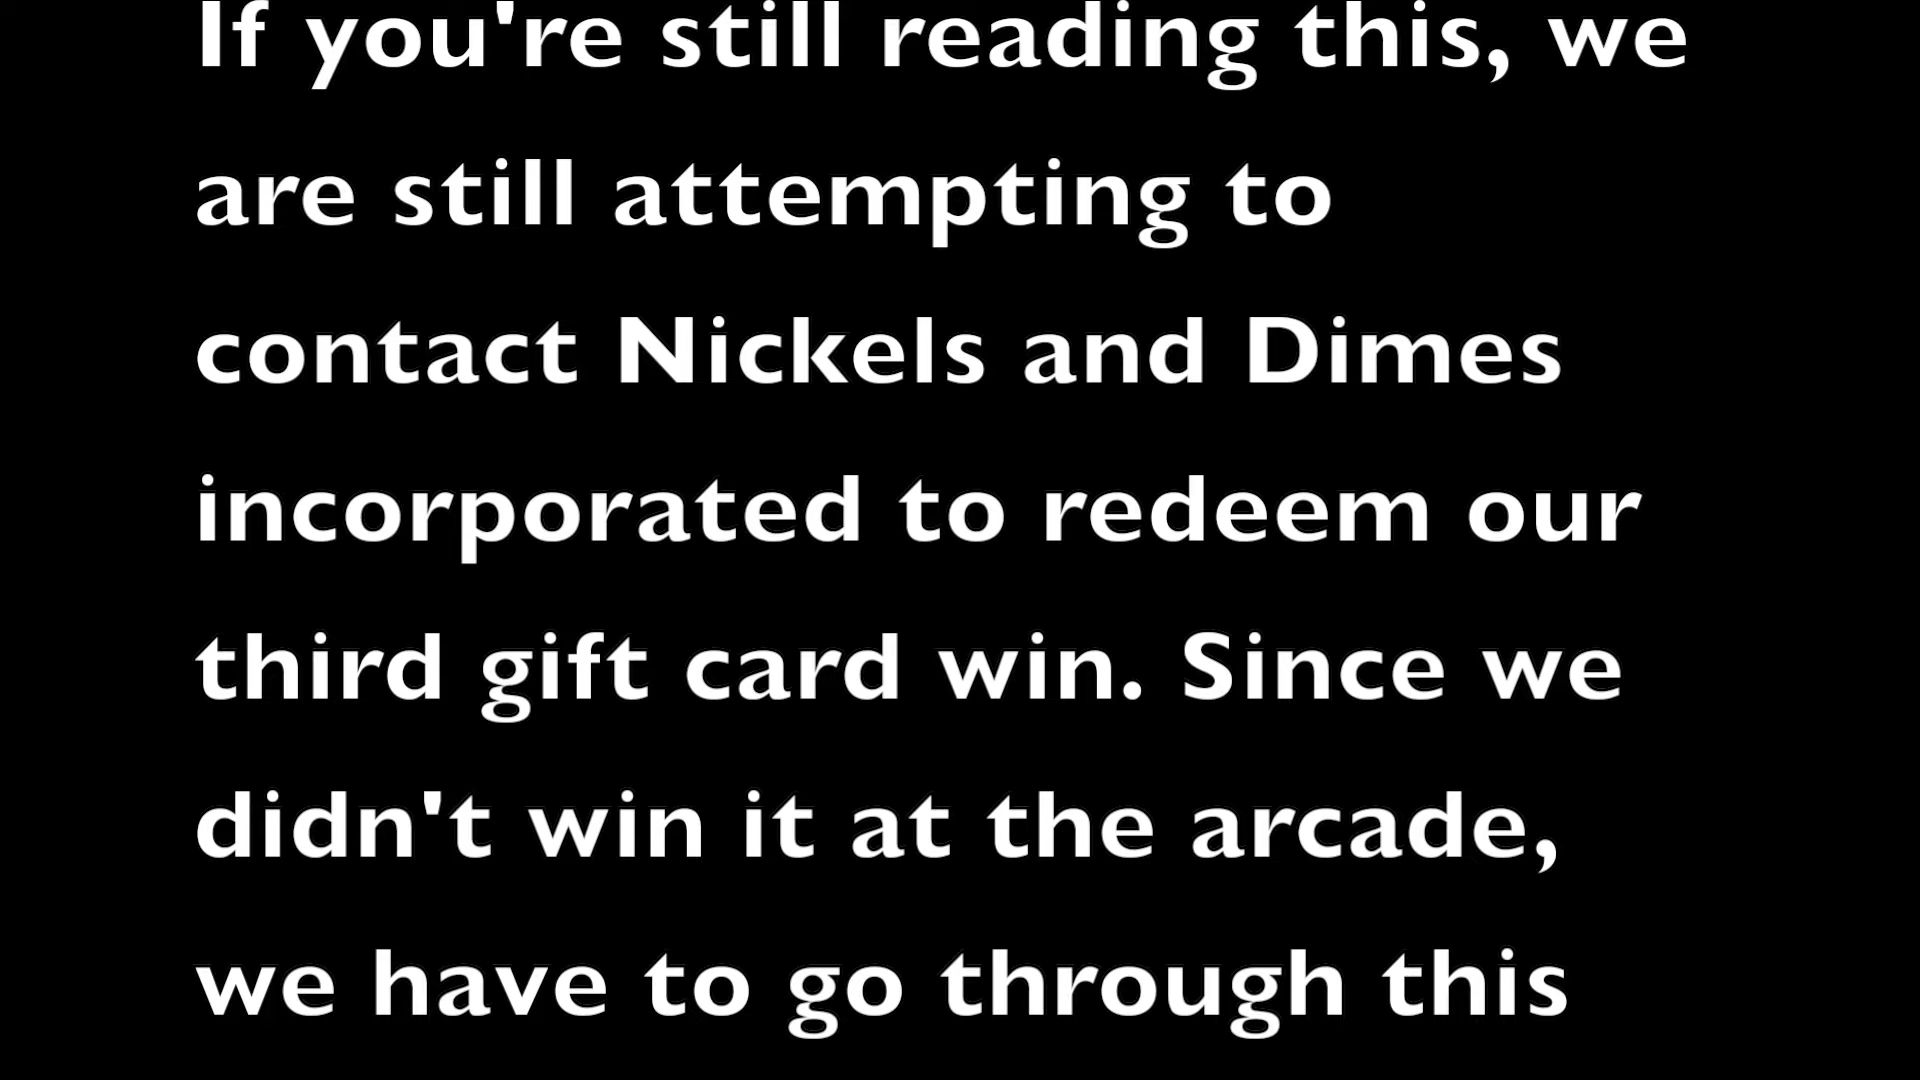 If you're still reading this, we
are still attempting to
contact Nickels and Dimes
incorporated to redeem our
third gift card win. Since we
didn't win it at the arcade,
we have to go through this